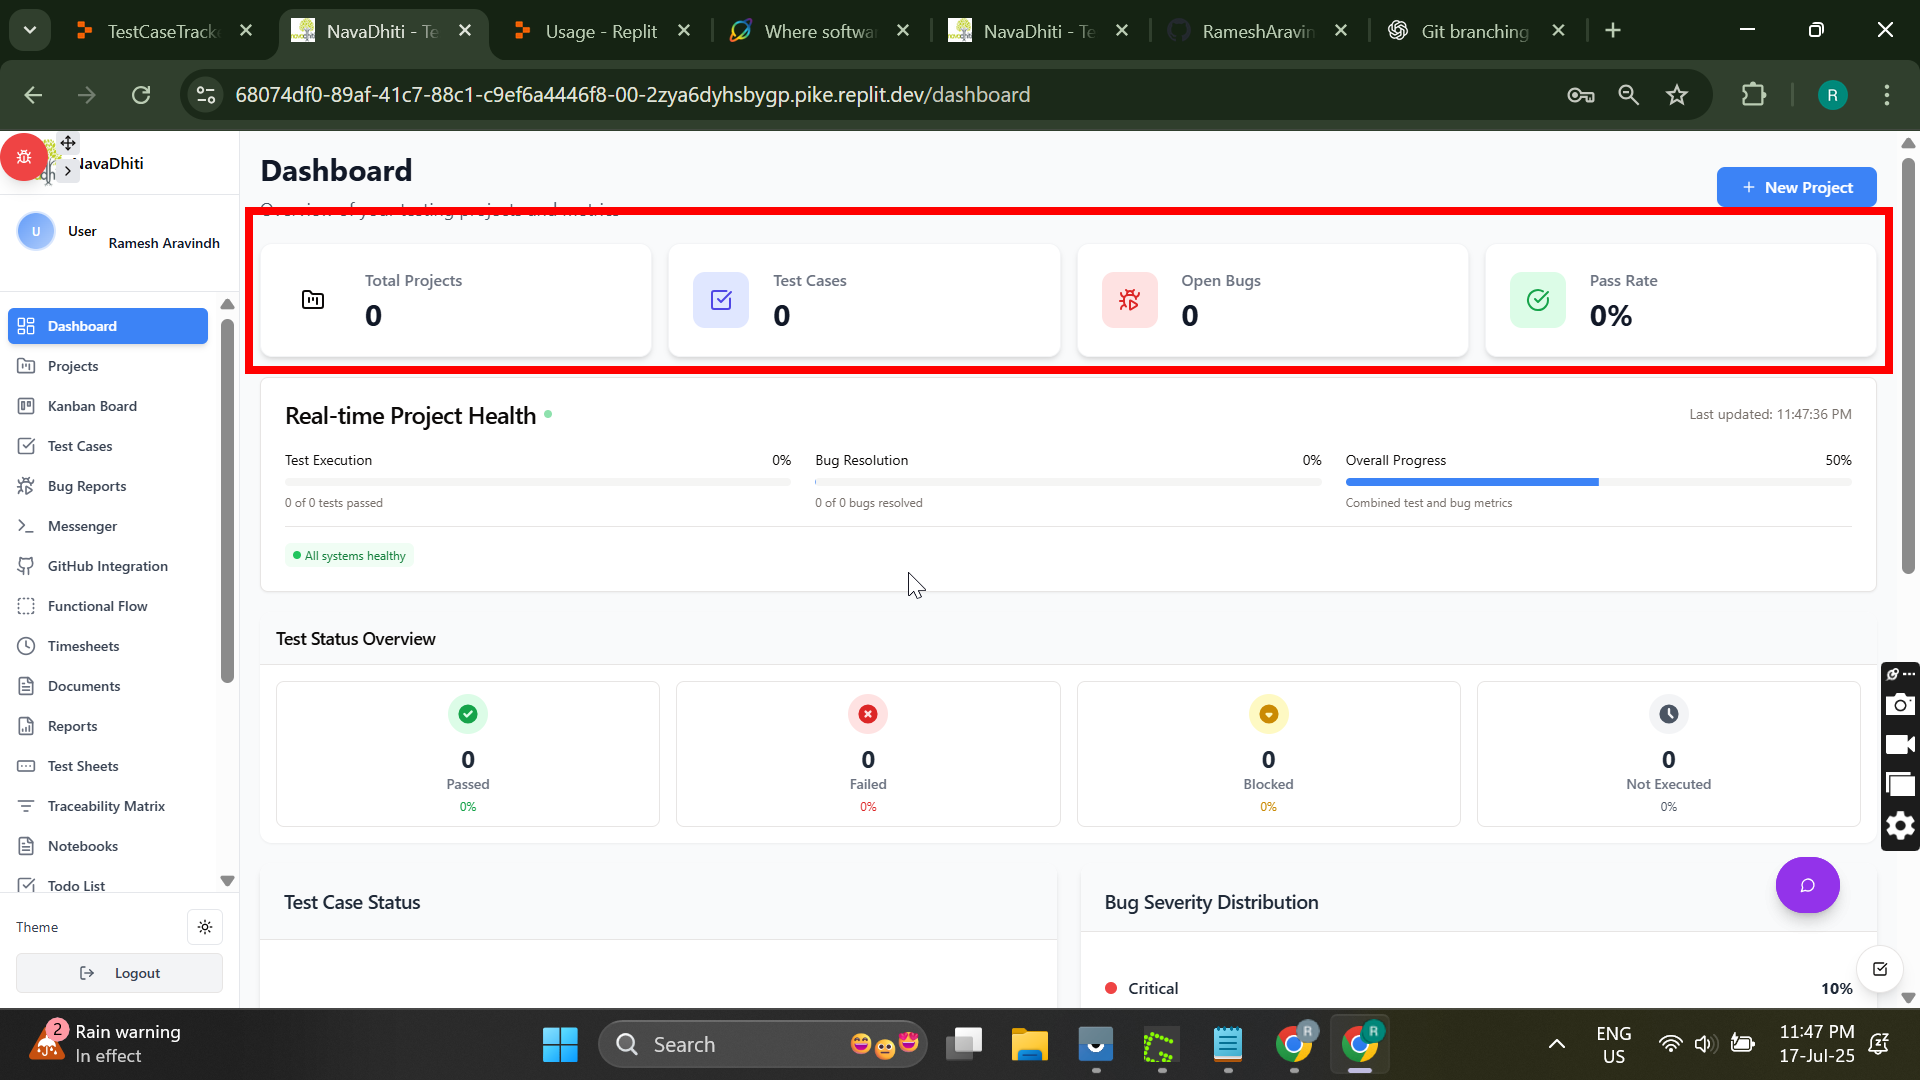 TestCaseTrack
NavaDhiti - Te
Usage - Replit
Where softwa
NavaDhiti - Te
RameshAravin
Git branching
68074df0-89af-41c7-88c1-c9ef6a4446f8-00-2zya6dyhsbygp.pike.replit.dev/dashboard
R
NavaDhiti
U
User
Ramesh Aravindh
Dashboard
Projects
Kanban Board
Test Cases
Bug Reports
Messenger
GitHub Integration
Functional Flow
Timesheets
Documents
Reports
Test Sheets
Traceability Matrix
Notebooks
Todo List
Theme
Logout
Dashboard
Overview of your testing projects and metrics
+ New Project
Total Projects
0
Test Cases
0
Open Bugs
0
Pass Rate
0%
Real-time Project Health
Last updated: 11:47:36 PM
Test Execution 0%
0 of 0 tests passed
Bug Resolution 0%
0 of 0 bugs resolved
Overall Progress 50%
Combined test and bug metrics
All systems healthy
Test Status Overview
0
Passed
0%
0
Failed
0%
0
Blocked
0%
0
Not Executed
0%
Test Case Status
Bug Severity Distribution
Critical 10%
2
Rain warning
In effect
Search
R
R
ENG
US
11:47 PM
17-Jul-25